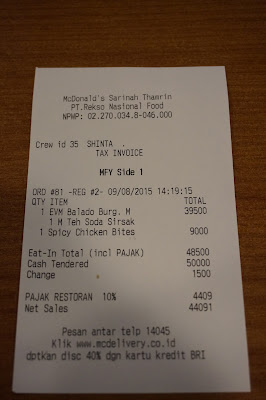 McDonald's Sarinah Thamrin
PT.Rekso Nasional Food
NPWP: 02.270.034.8-046.000
Crew id 35 SHINTA .
TAX INVOICE
MFY Side 1
ORD #81 -REG #2- 09/08/2015 14:19:15
QTY ITEM TOTAL
1 EVM Balado Burg. M 39500
1 M Teh Soda Sirsak
1 Spicy Chicken Bites 9000
Eat-In Total (incl PAJAK) 48500
Cash Tendered 50000
Change 1500
PAJAK RESTORAN 10% 4409
Net Sales 44091
Pesan antar telp 14045
Klik www.mcdelivery.co.id
dptkan disc 40% dgn kartu kredit BRI